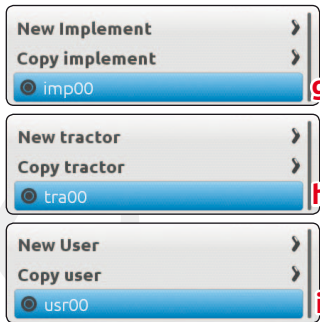 New Implement
Copy implement
imp00
g
New tractor
Copy tractor
tra00
h
New User
Copy user
usr00
i